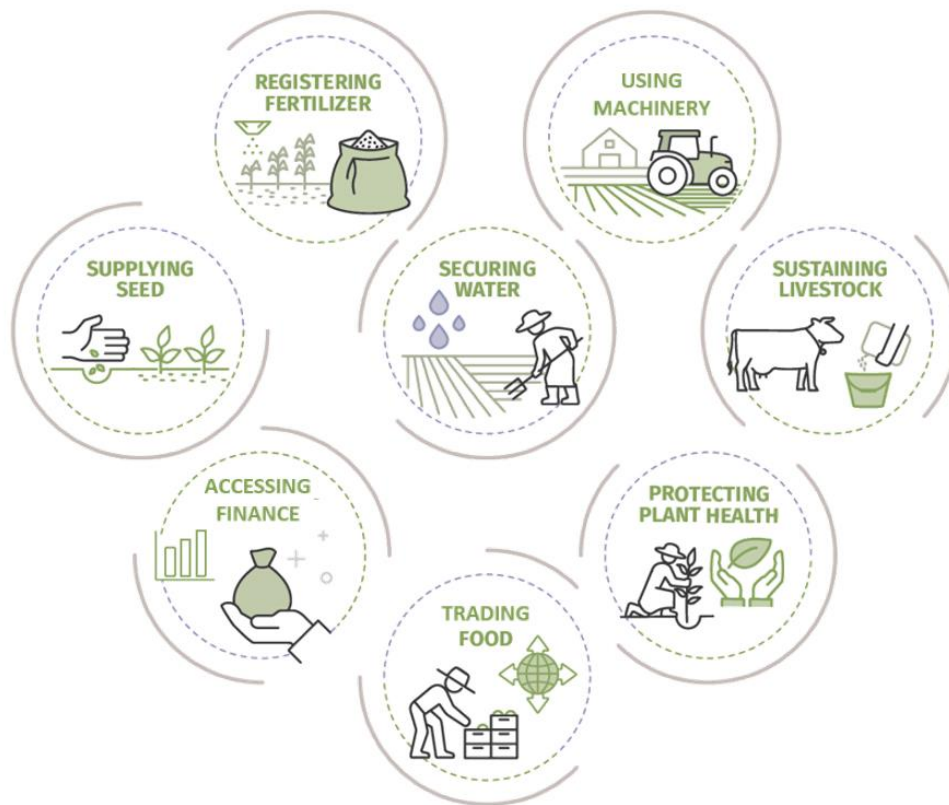 REGISTERING
FERTILIZER
USING
MACHINERY
SUPPLYING
SEED
SECURING
WATER
SUSTAINING
LIVESTOCK
ACCESSING
FINANCE
PROTECTING
PLANT HEALTH
TRADING
FOOD